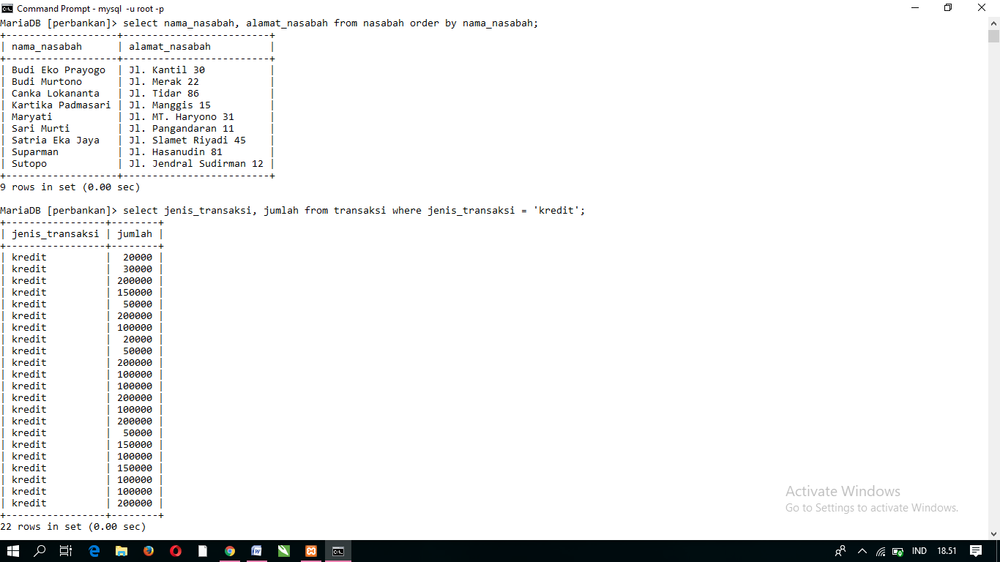 Command Prompt - mysql -u root -p
MariaDB [perbankan]> select nama_nasabah, alamat_nasabah from nasabah order by nama_nasabah;
+-------------------+-------------------------+
| nama_nasabah      | alamat_nasabah          |
+-------------------+-------------------------+
| Budi Eko Prayogo  | Jl. Kantil 30           |
| Budi Murtono      | Jl. Merak 22            |
| Canka Lokananta   | Jl. Tidar 86            |
| Kartika Padmasari | Jl. Manggis 15          |
| Maryati           | Jl. MT. Haryono 31      |
| Sari Murti        | Jl. Pangandaran 11      |
| Satria Eka Jaya   | Jl. Slamet Riyadi 45    |
| Suparman          | Jl. Hasanudin 81        |
| Sutopo            | Jl. Jendral Sudirman 12 |
+-------------------+-------------------------+
9 rows in set (0.00 sec)
MariaDB [perbankan]> select jenis_transaksi, jumlah from transaksi where jenis_transaksi = 'kredit';
+-----------------+--------+
| jenis_transaksi | jumlah |
+-----------------+--------+
| kredit          |  20000 |
| kredit          |  30000 |
| kredit          | 200000 |
| kredit          | 150000 |
| kredit          |  50000 |
| kredit          | 200000 |
| kredit          | 100000 |
| kredit          |  20000 |
| kredit          |  50000 |
| kredit          | 200000 |
| kredit          | 100000 |
| kredit          | 100000 |
| kredit          | 200000 |
| kredit          | 100000 |
| kredit          | 200000 |
| kredit          |  50000 |
| kredit          | 150000 |
| kredit          | 100000 |
| kredit          | 150000 |
| kredit          | 100000 |
| kredit          | 100000 |
| kredit          | 200000 |
+-----------------+--------+
22 rows in set (0.00 sec)
Activate Windows
Go to Settings to activate Windows.
IND 18.51